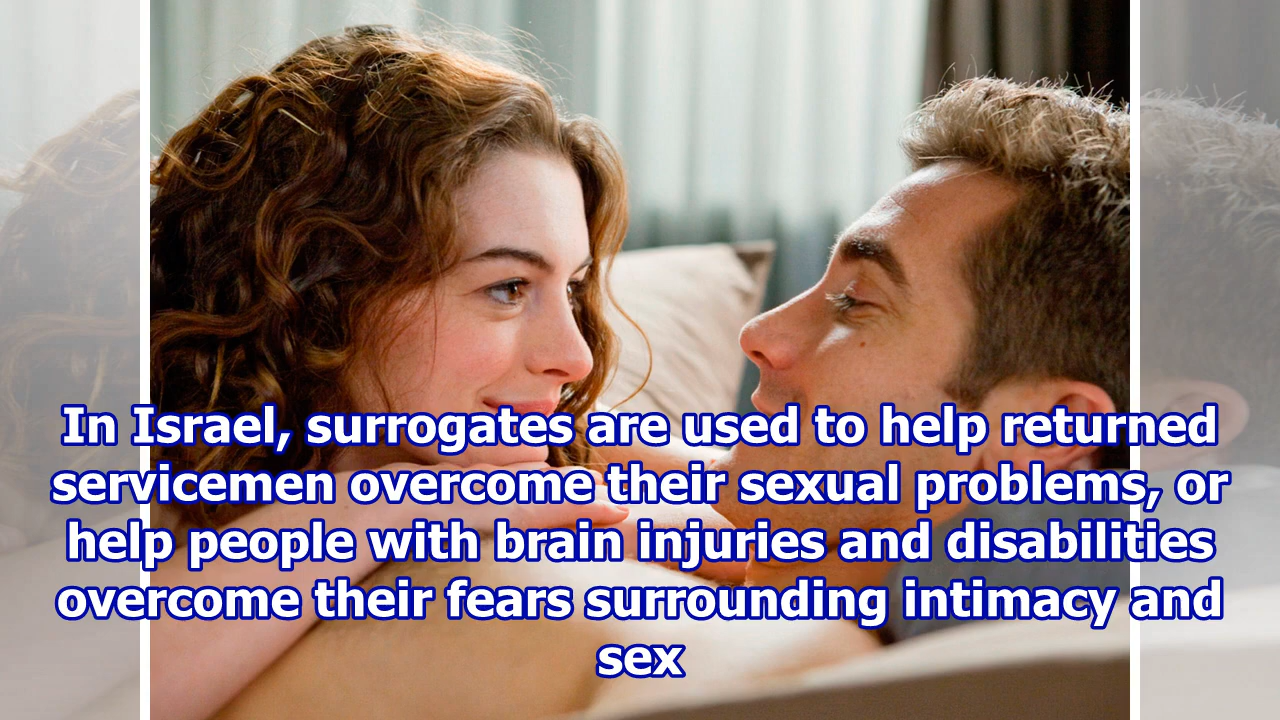 In Israel, surrogates are used to help returned
servicemen overcome their sexual problems, or
help people with brain injuries and disabilities
overcome their fears surrounding intimacy and
sex